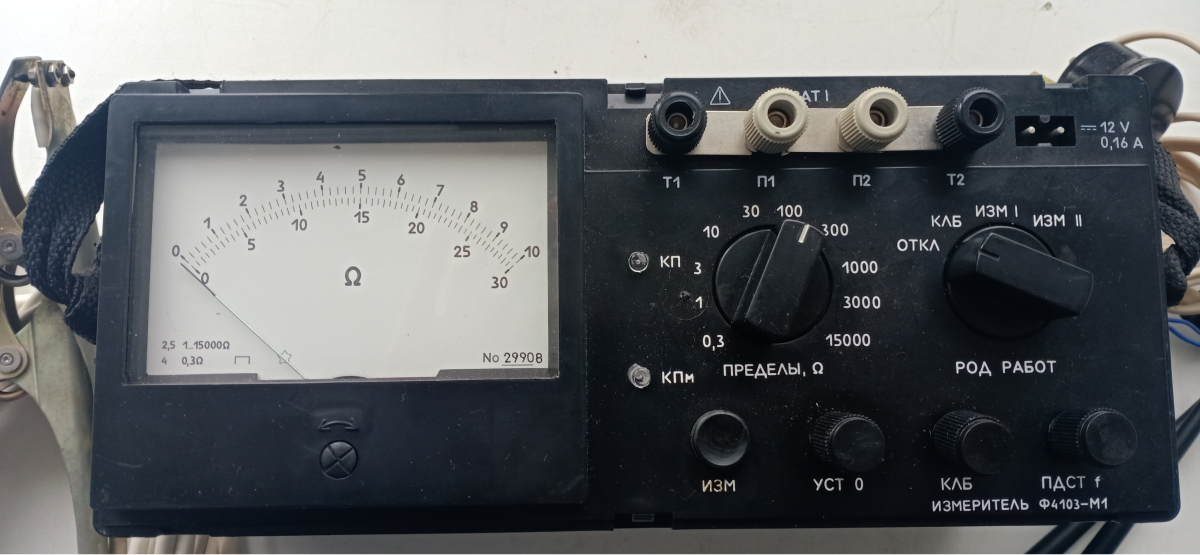 КАТ I
12 V
0,16 A
Т1 П1 П2 Т2
0 1 2 3 4 5 6 7 8 9 10
0 5 10 15 20 25 30
Ω
2,5 1..15000Ω
4 0,3Ω
No 29908
КП
КПм
0,3 1 3 10 30 100 300 1000 3000 15000
ПРЕДЕЛЫ, Ω
ОТКЛ КЛБ ИЗМ I ИЗМ II
РОД РАБОТ
ИЗМ УСТ 0 КЛБ ПДСТ f
ИЗМЕРИТЕЛЬ Ф4103-М1